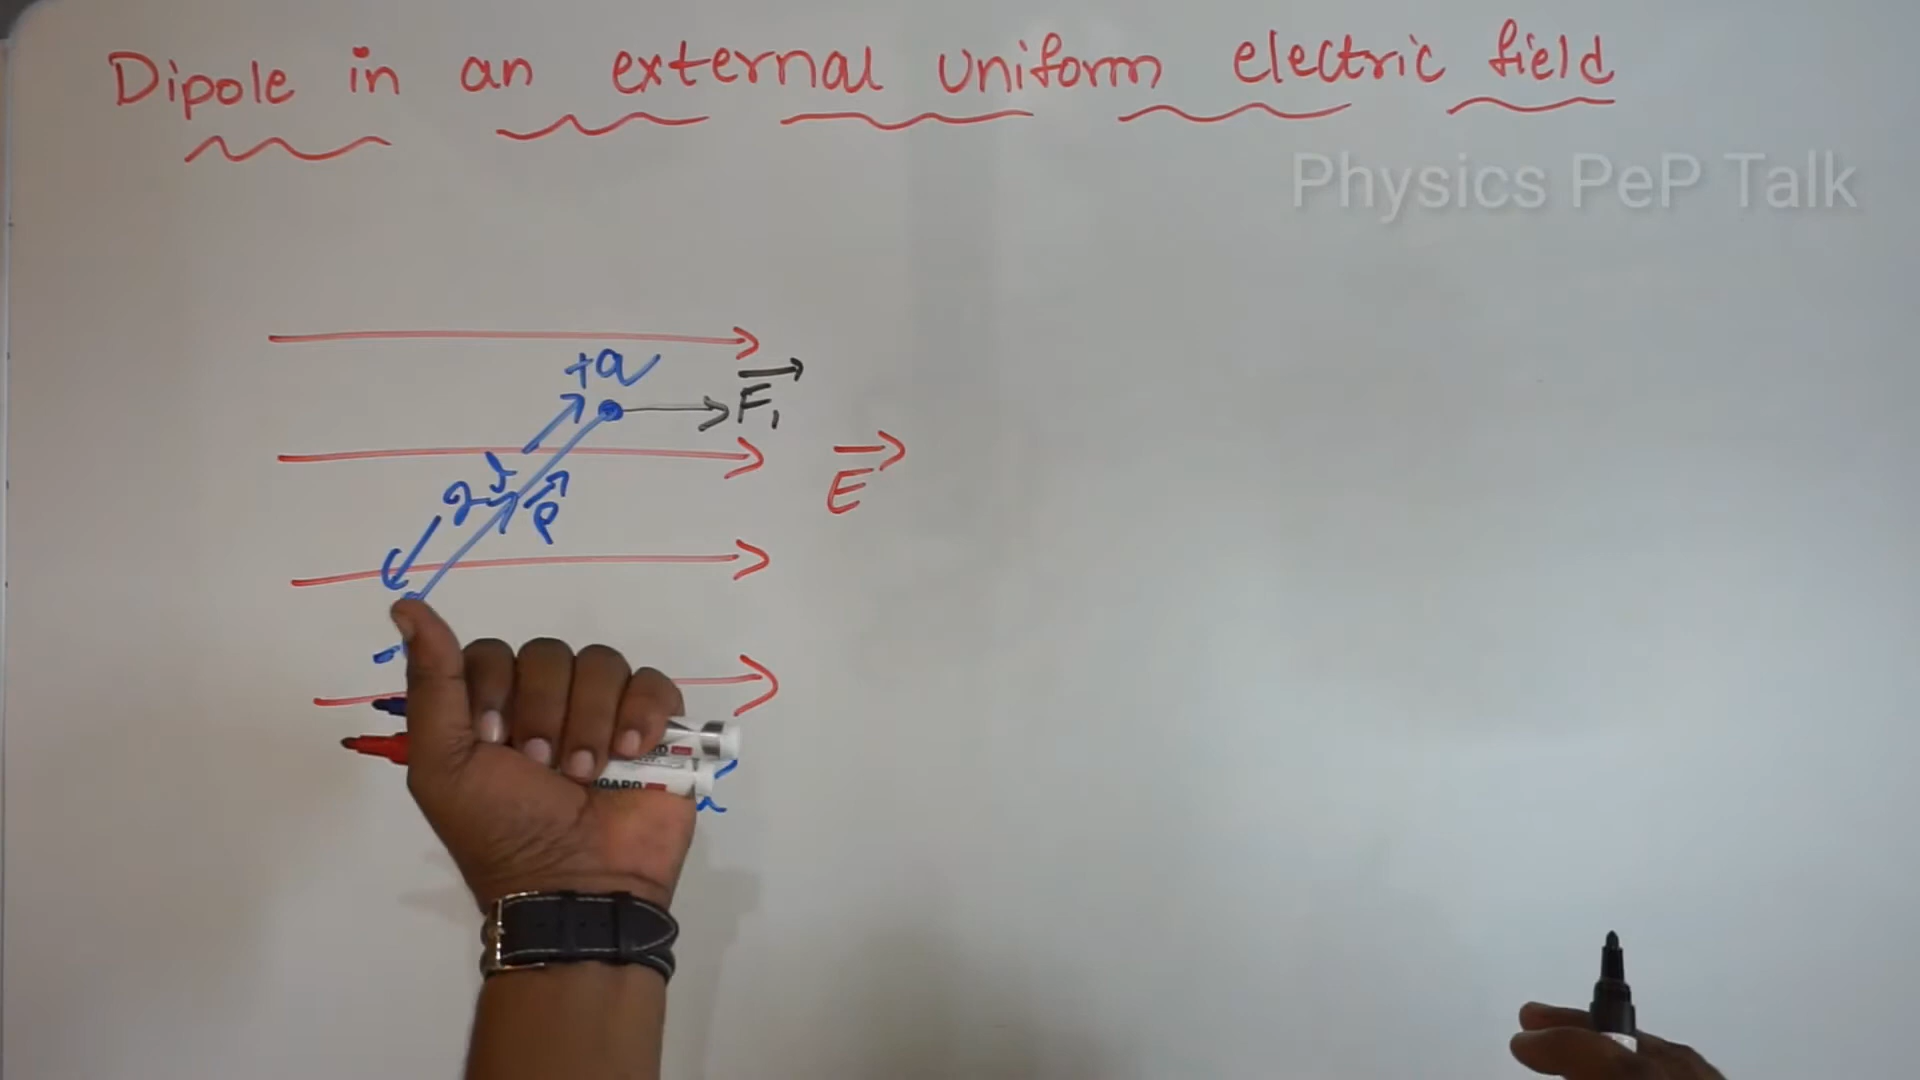 Dipole in an external uniform electric field
Physics PeP Talk
+q
F₁
E
2l
P
-